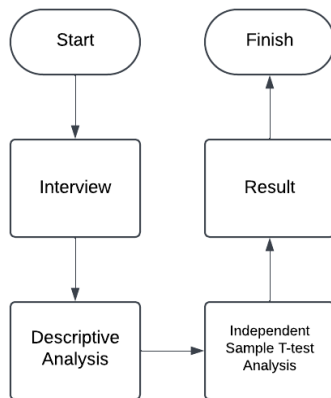 Start
Finish
Interview
Result
Descriptive
Analysis
Independent
Sample T-test
Analysis